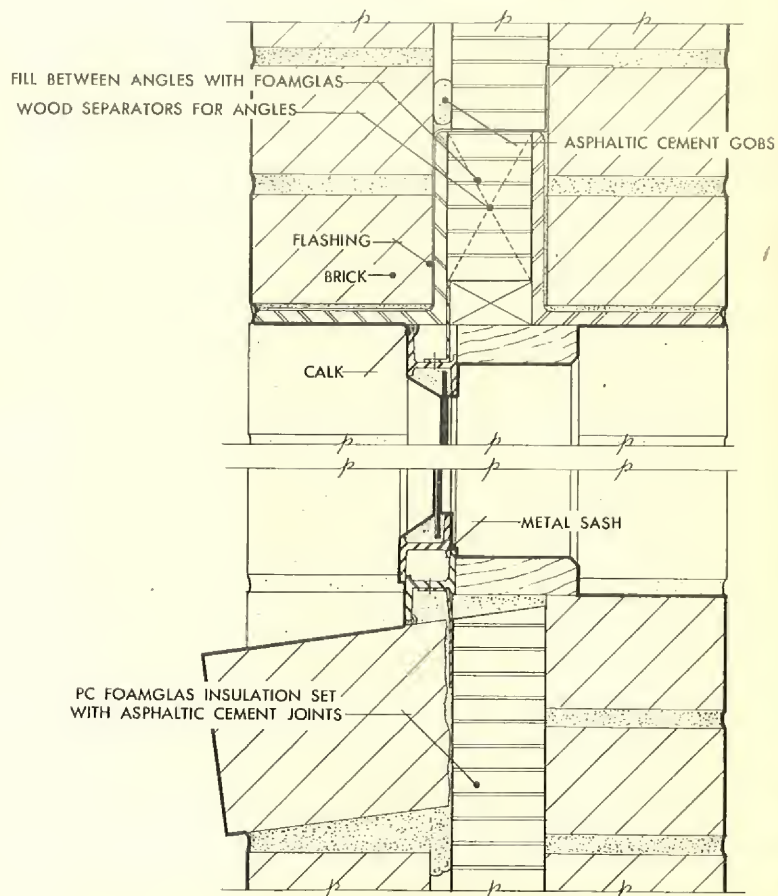 FILL BETWEEN ANGLES WITH FOAMGLAS
WOOD SEPARATORS FOR ANGLES
ASPHALTIC CEMENT GOBS
FLASHING
BRICK
CALK
METAL SASH
PC FOAMGLAS INSULATION SET
WITH ASPHALTIC CEMENT JOINTS